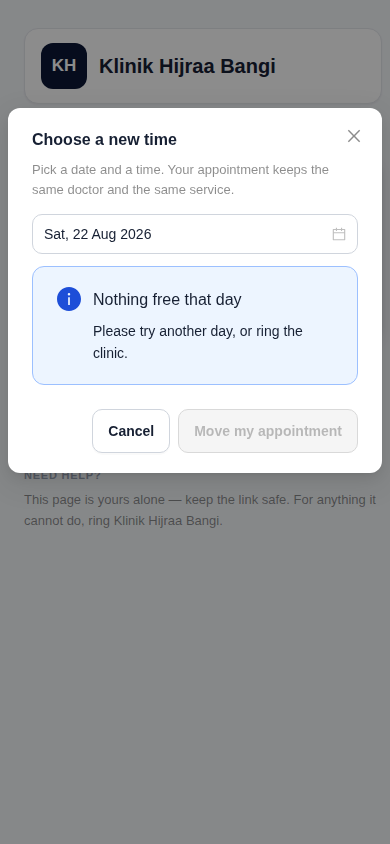 KH
Klinik Hijraa Bangi
Choose a new time
Pick a date and a time. Your appointment keeps the
same doctor and the same service.
Sat, 22 Aug 2026
Nothing free that day
Please try another day, or ring the
clinic.
Cancel
Move my appointment
NEED HELP?
This page is yours alone — keep the link safe. For anything it
cannot do, ring Klinik Hijraa Bangi.